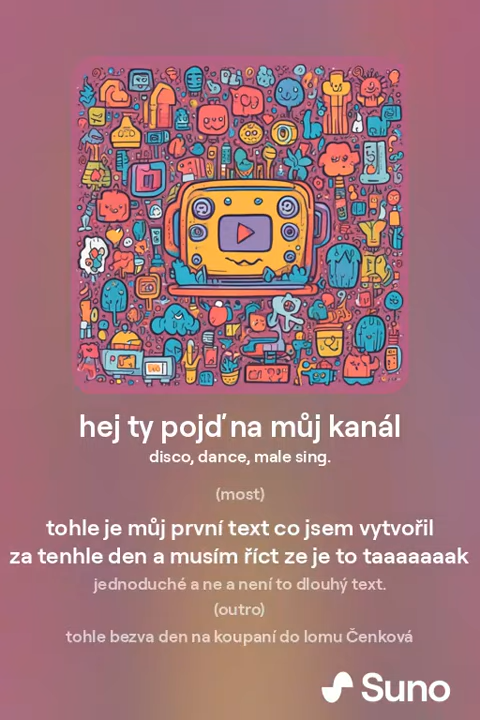 hej ty pojď na můj kanál
disco, dance, male sing.
(most)
tohle je můj první text co jsem vytvořil
za tenhle den a musím říct ze je to taaaaaaak
jednoduché a ne a není to dlouhý text.
(outro)
tohle bezva den na koupaní do lomu Čenková
Suno